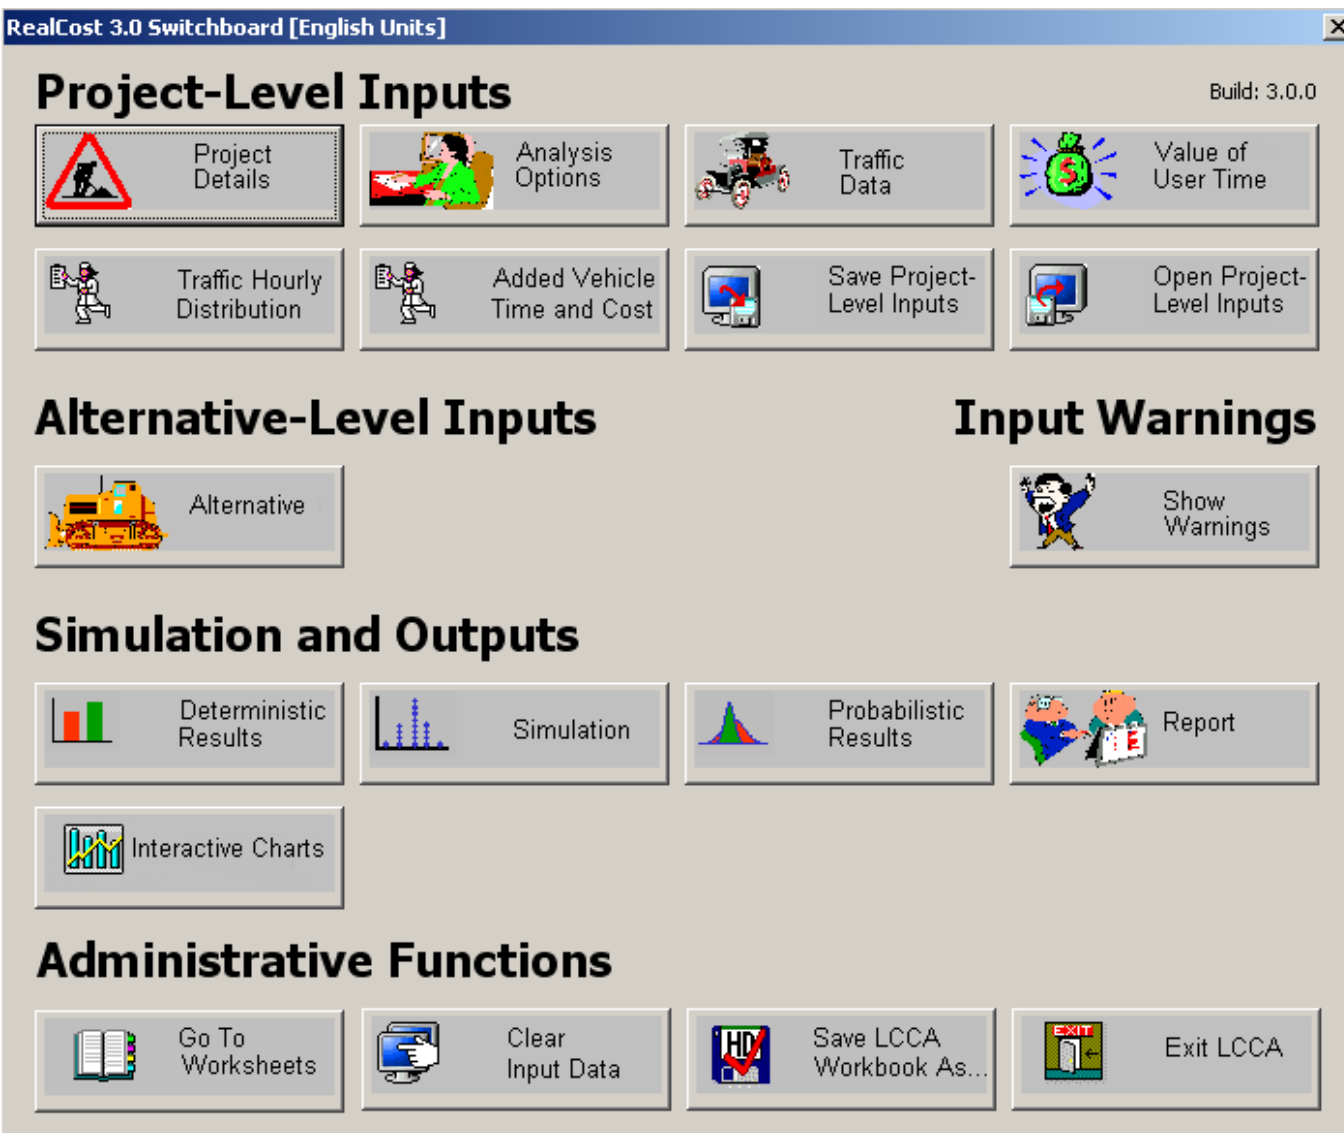 RealCost 3.0 Switchboard [English Units]
Project-Level Inputs
Build: 3.0.0
Project
Details
Analysis
Options
Traffic
Data
Value of
User Time
Traffic Hourly
Distribution
Added Vehicle
Time and Cost
Save Project-
Level Inputs
Open Project-
Level Inputs
Alternative-Level Inputs
Input Warnings
Alternative
Show
Warnings
Simulation and Outputs
Deterministic
Results
Simulation
Probabilistic
Results
Report
Interactive Charts
Administrative Functions
Go To
Worksheets
Clear
Input Data
HD
Save LCCA
Workbook As...
EXIT
Exit LCCA